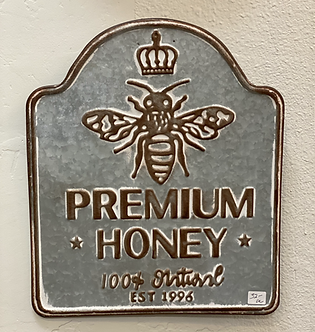 PREMIUM
HONEY
100% Natural
EST 1996